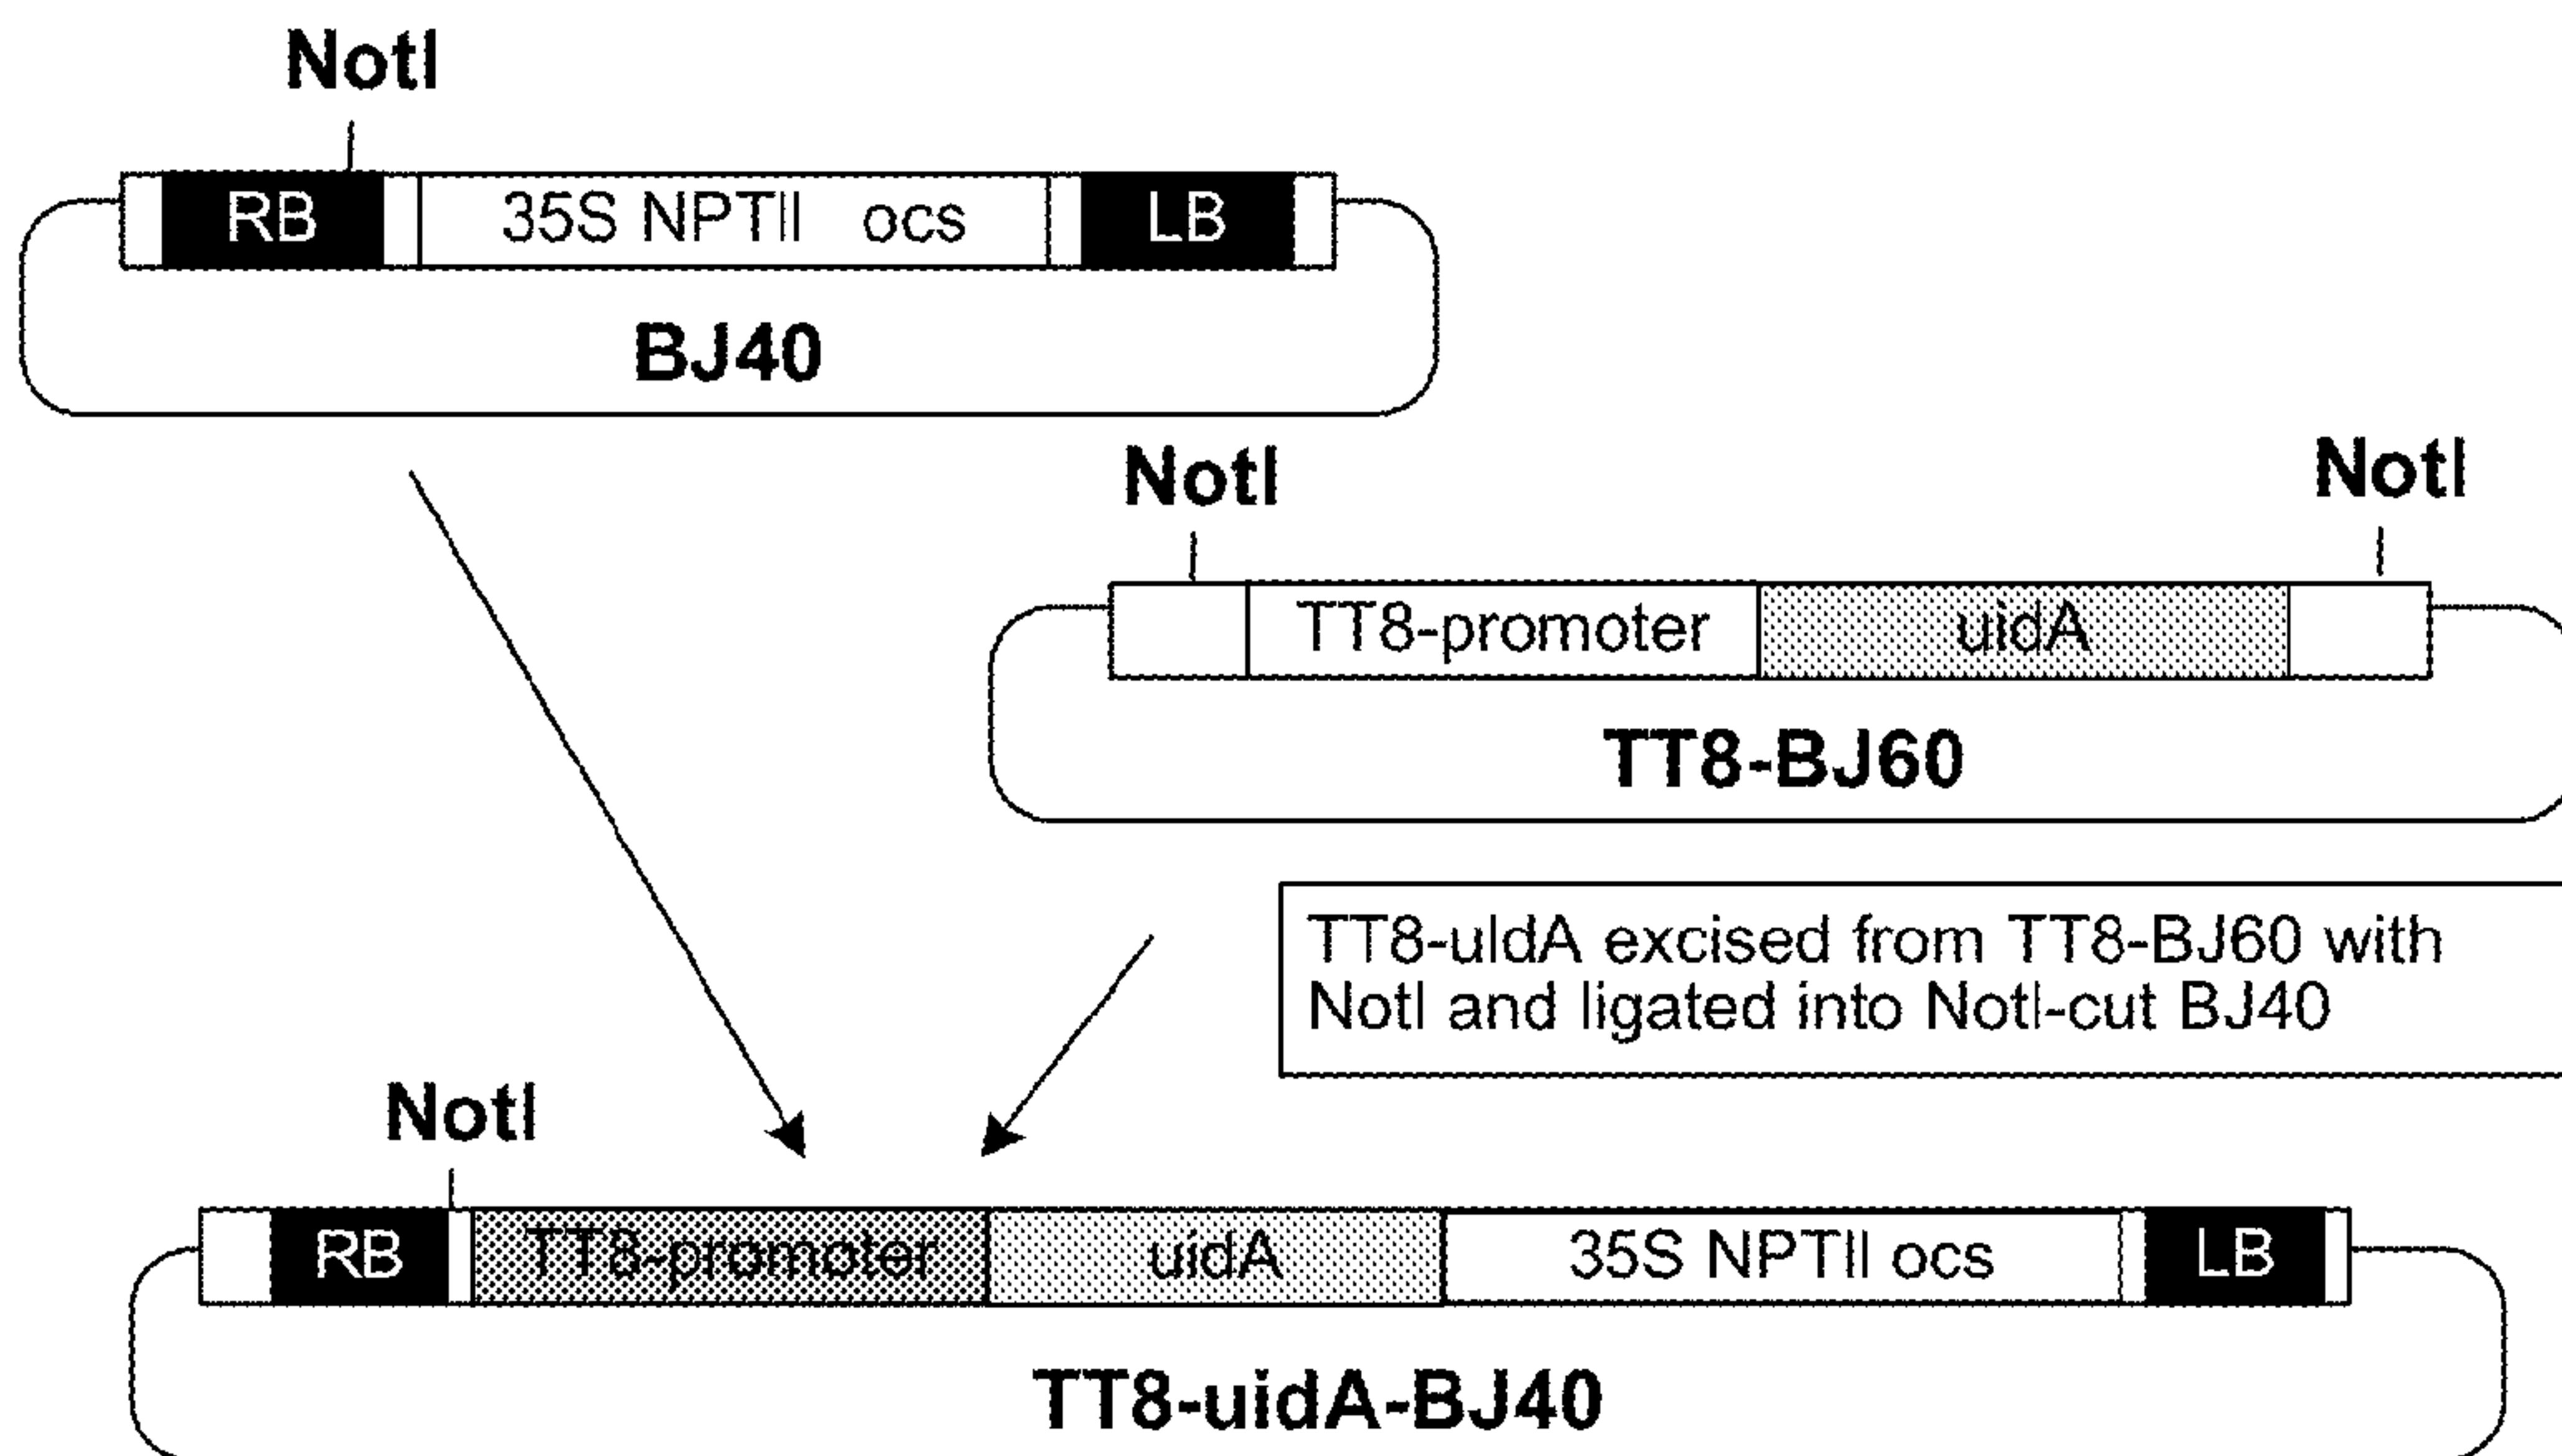 NotI
RB 35S NPTII ocs LB
BJ40
NotI NotI
TT8-promoter uidA
TT8-BJ60
TT8-uIdA excised from TT8-BJ60 with
NotI and ligated into NotI-cut BJ40
NotI
RB TT8-promoter uidA 35S NPTII ocs LB
TT8-uidA-BJ40